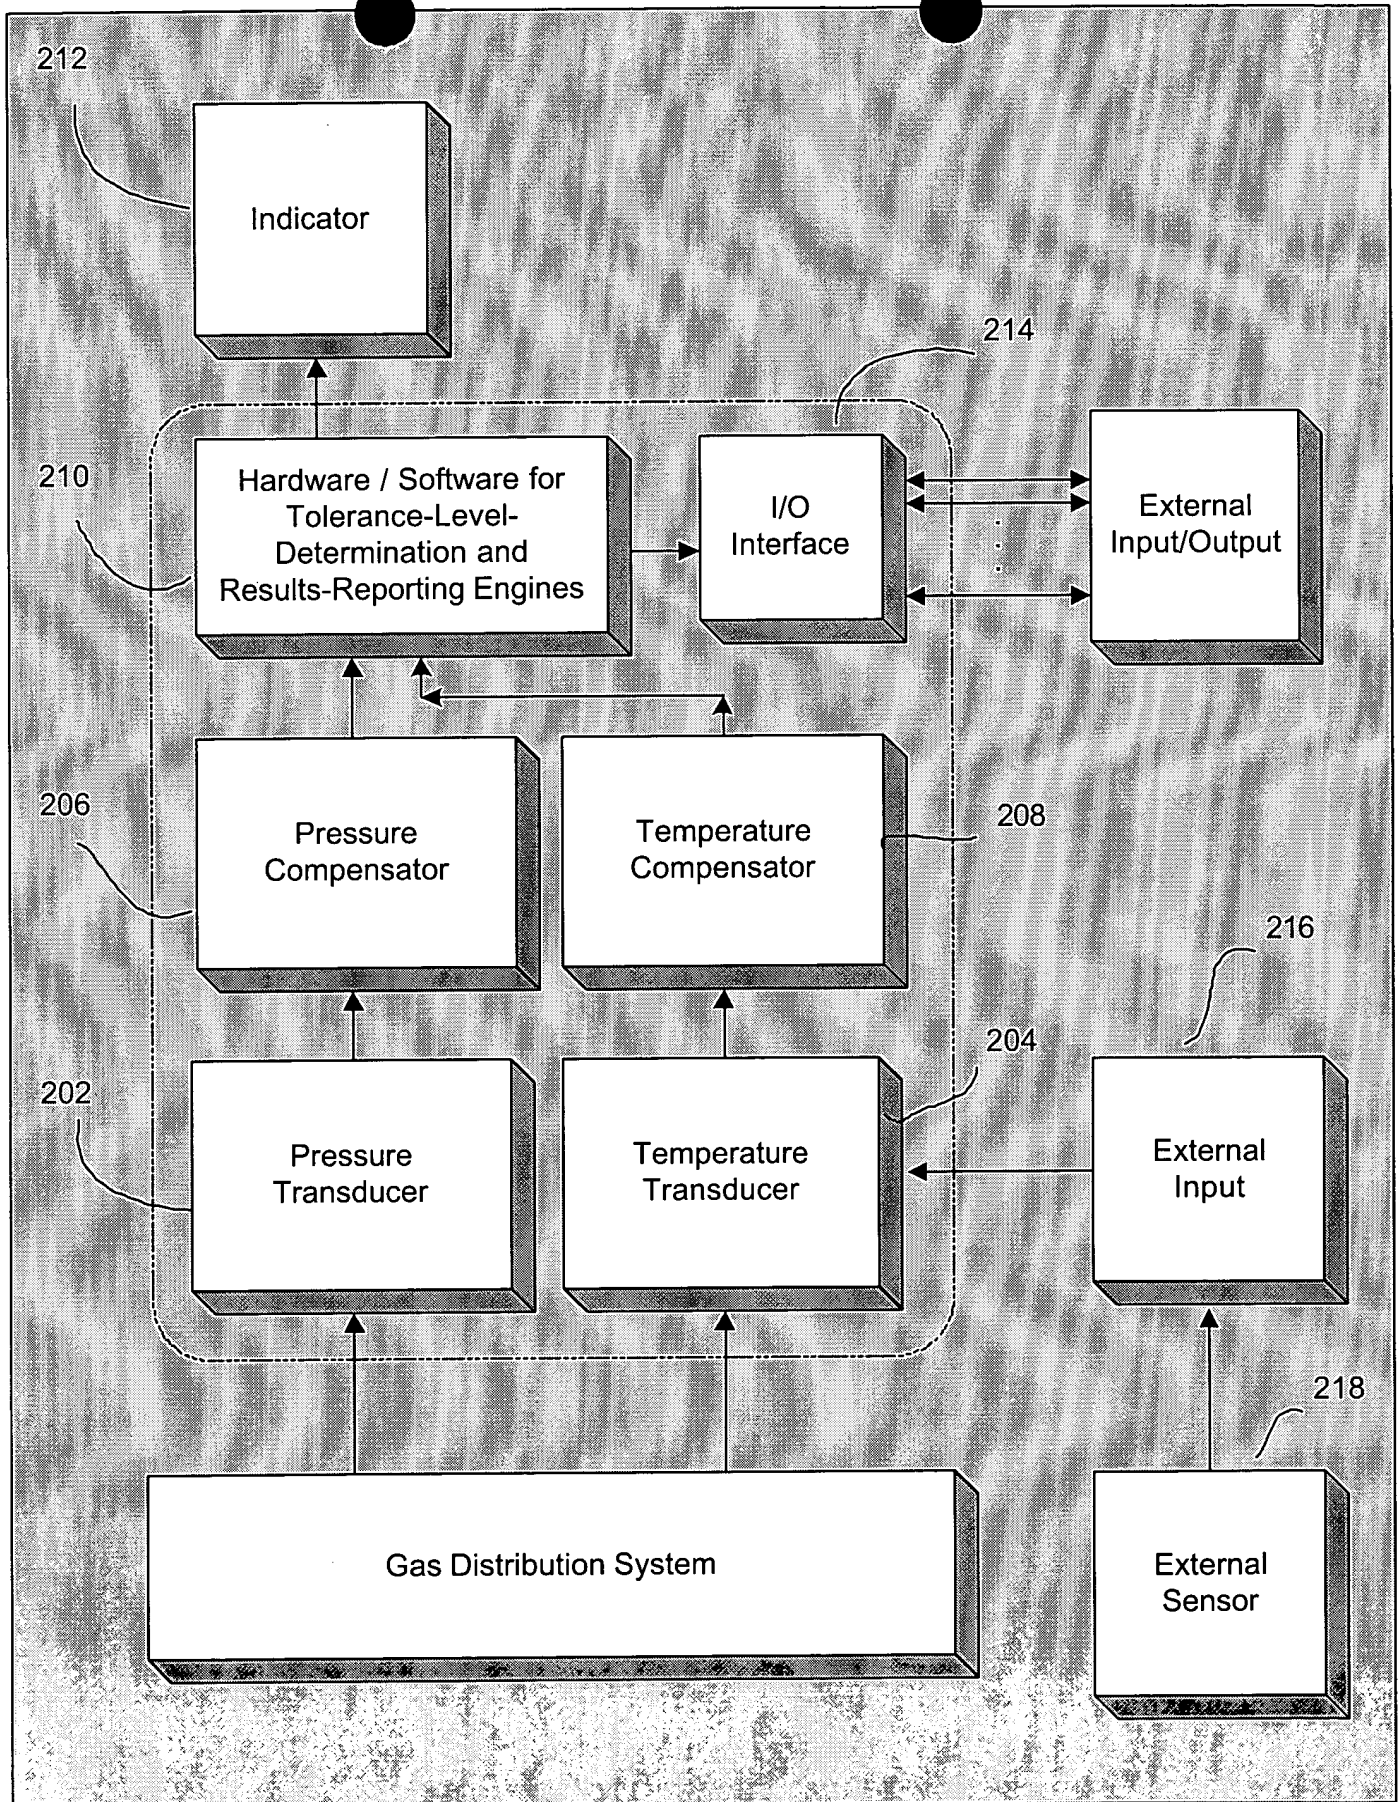 212
Indicator
214
210
Hardware / Software for
Tolerance-Level-
Determination and
Results-Reporting Engines
I/O
Interface
External
Input/Output
206
Pressure
Compensator
Temperature
Compensator
208
216
204
202
Pressure
Transducer
Temperature
Transducer
External
Input
218
Gas Distribution System
External
Sensor